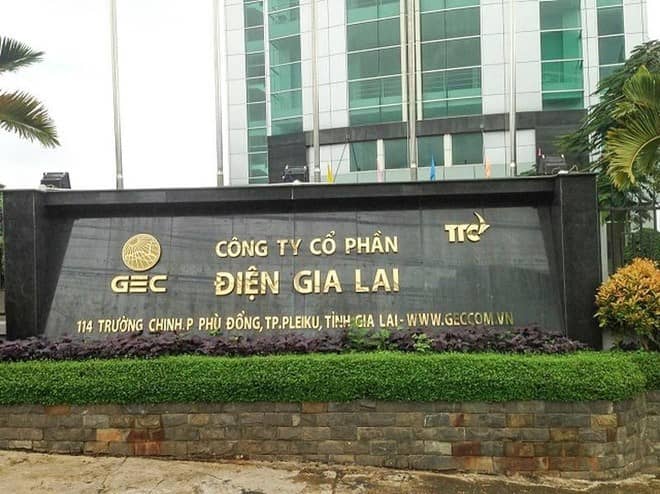 GEC
CÔNG TY CỔ PHẦN
ĐIỆN GIA LAI
TTC
114 TRƯỜNG CHINH.P PHÙ ĐỔNG,TP.PLEIKU,TỈNH GIA LAI-WWW.GECCOM.VN